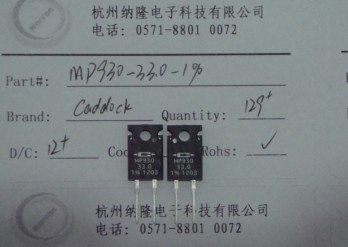 杭州纳隆电子科技有限公司
电话: 0571-8801 0072
Part#: MP930-33.0-1%
Brand: Caddock Quantity: 129+
D/C: 12+ Rohs: ✓
MP930 MP930
33.0 33.0
1% 1203 1% 1203
杭州纳隆电子科技有限公司
电话: 0571-8801 0072